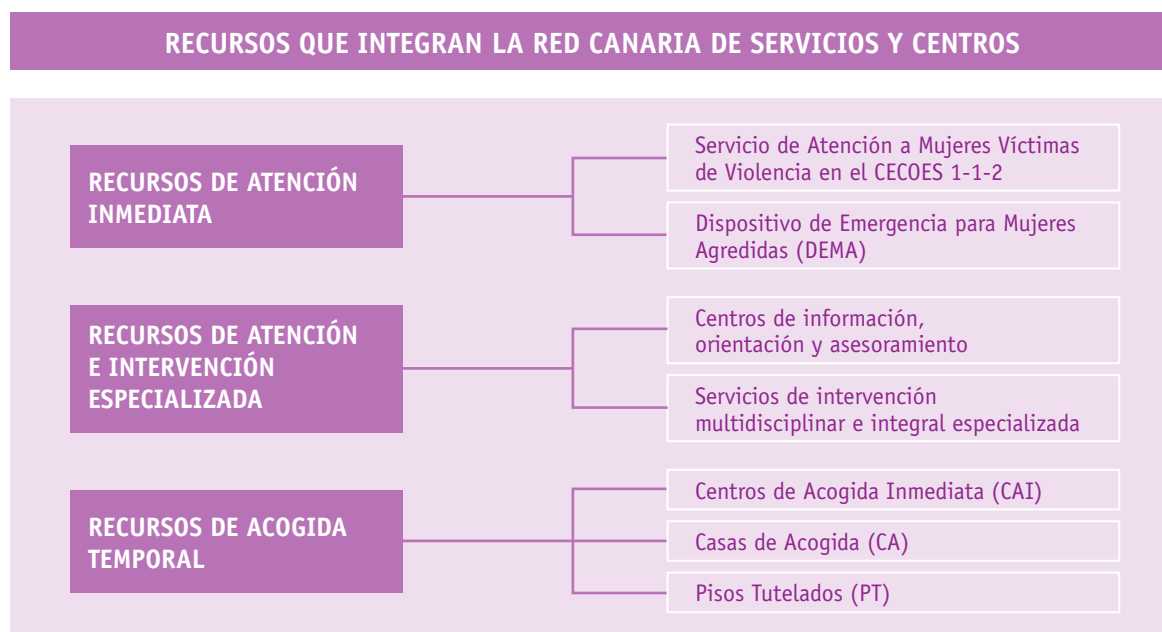 RECURSOS QUE INTEGRAN LA RED CANARIA DE SERVICIOS Y CENTROS
RECURSOS DE ATENCIÓN
INMEDIATA
Servicio de Atención a Mujeres Víctimas
de Violencia en el CECOES 1-1-2
Dispositivo de Emergencia para Mujeres
Agredidas (DEMA)
RECURSOS DE ATENCIÓN
E INTERVENCIÓN
ESPECIALIZADA
Centros de información,
orientación y asesoramiento
Servicios de intervención
multidisciplinar e integral especializada
RECURSOS DE ACOGIDA
TEMPORAL
Centros de Acogida Inmediata (CAI)
Casas de Acogida (CA)
Pisos Tutelados (PT)